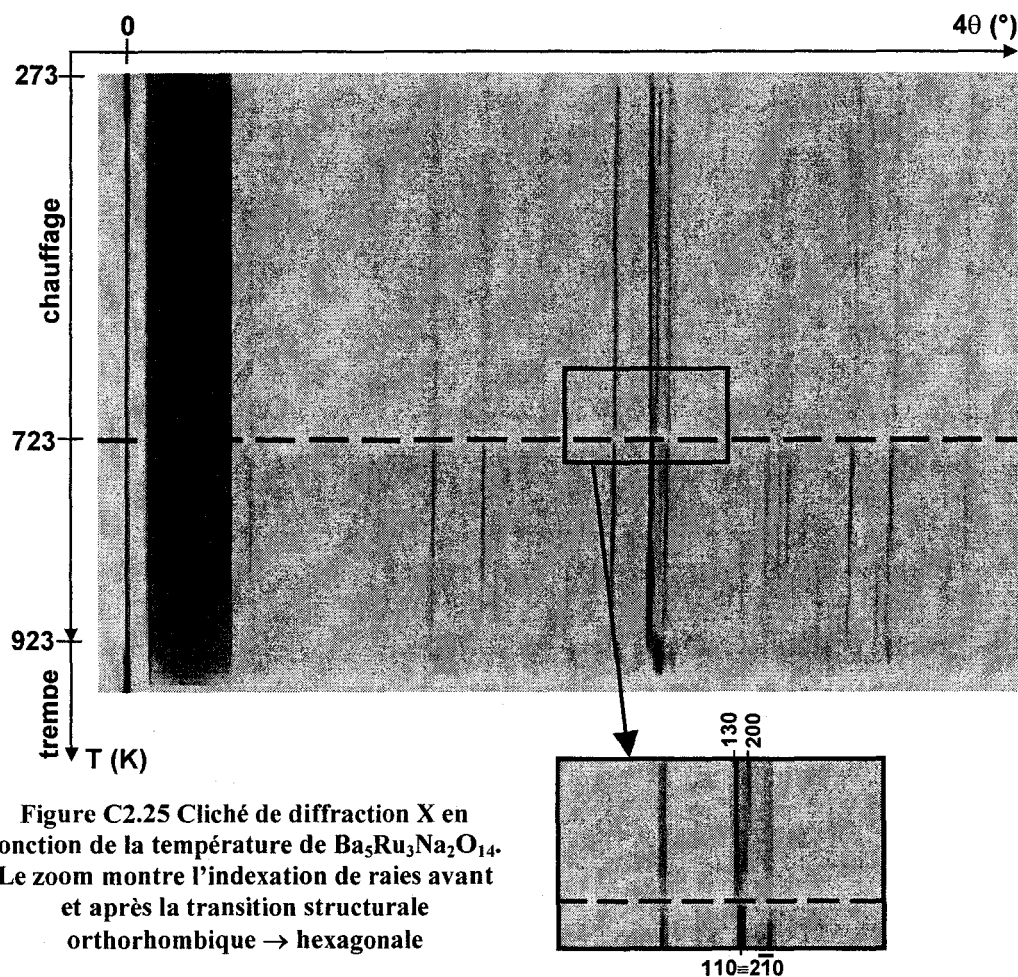 0
4θ (°)
273
chauffage
723
923
trempe
T (K)
130
200
110≡21̅0
Figure C2.25 Cliché de diffraction X en
onction de la température de Ba₅Ru₃Na₂O₁₄.
Le zoom montre l'indexation de raies avant
et après la transition structurale
orthorhombique → hexagonale